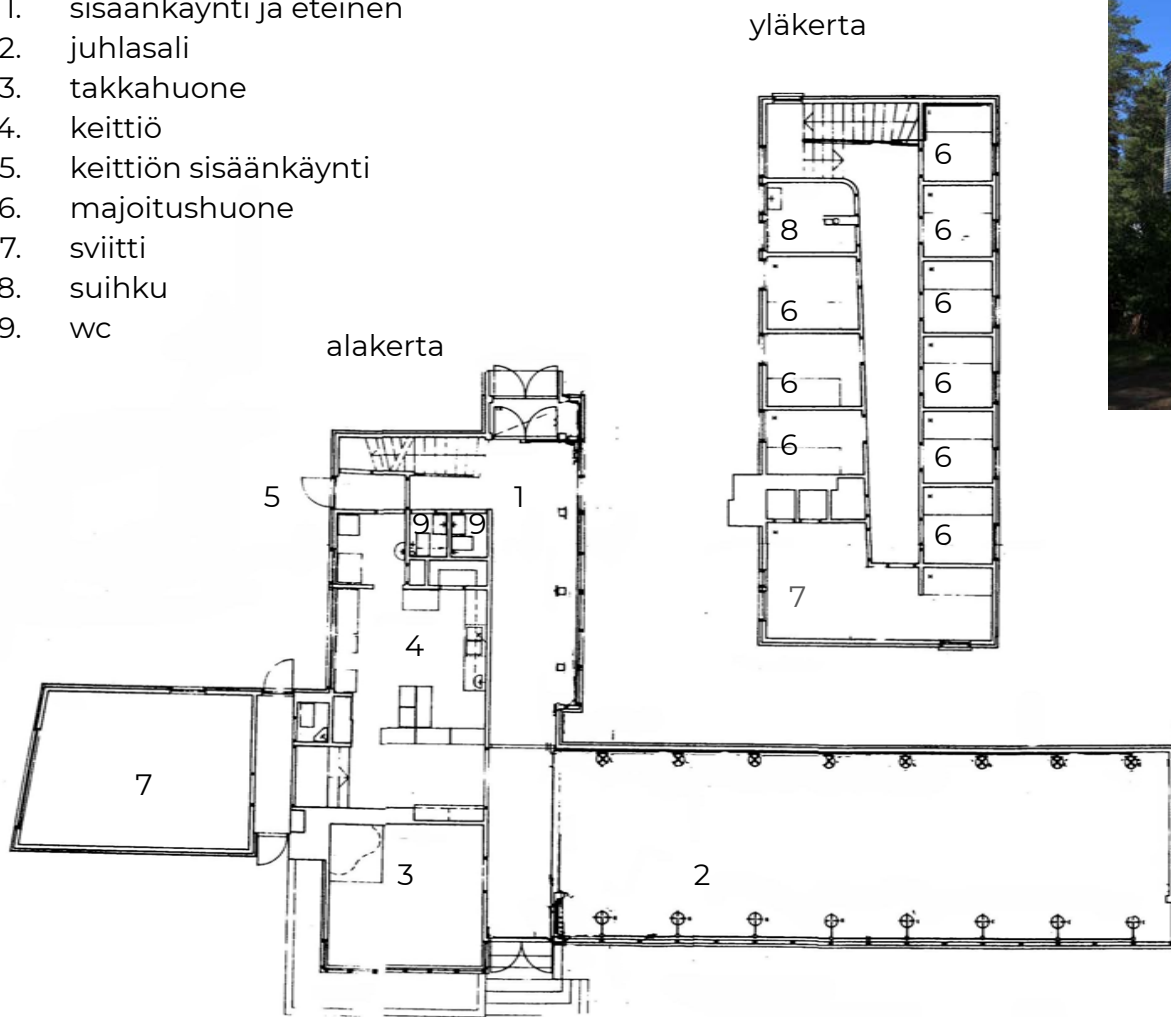 1. sisäänkäynti ja eteinen
2. juhlasali
3. takkahuone
4. keittiö
5. keittiön sisäänkäynti
6. majoitushuone
7. sviitti
8. suihku
9. wc
yläkerta
6
8
6
6
6
6
6
6
6
6
7
alakerta
5
1
9
9
4
7
3
2